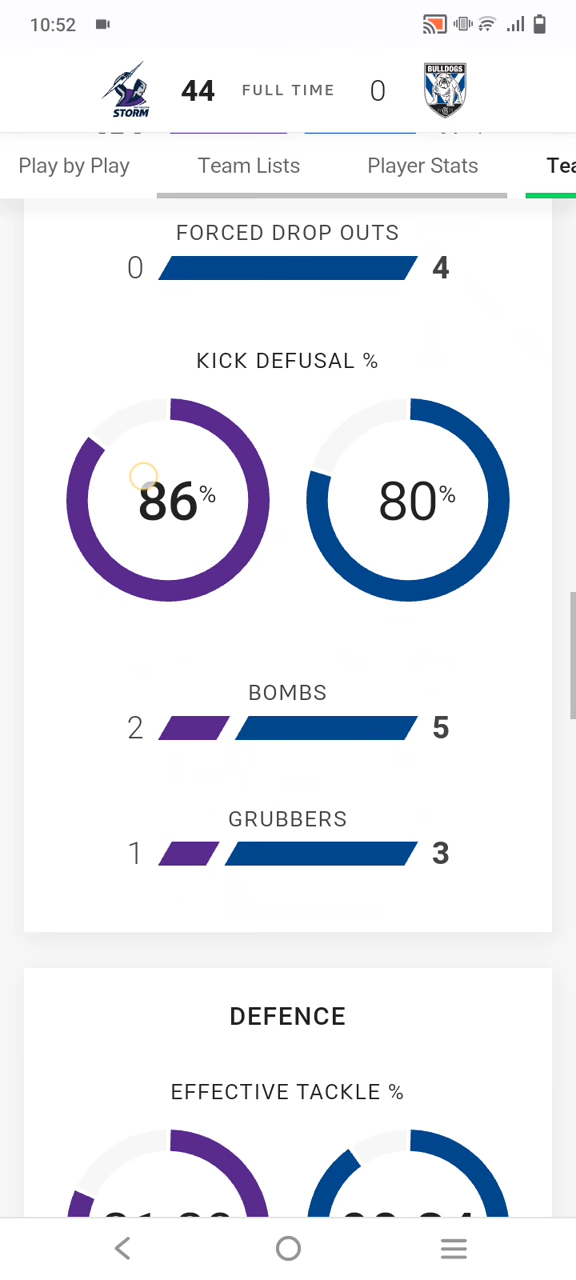 10:52
STORM
44
FULL TIME
0
BULLDOGS
Play by Play
Team Lists
Player Stats
Tea
FORCED DROP OUTS
0
4
KICK DEFUSAL %
86%
80%
BOMBS
2
5
GRUBBERS
1
3
DEFENCE
EFFECTIVE TACKLE %